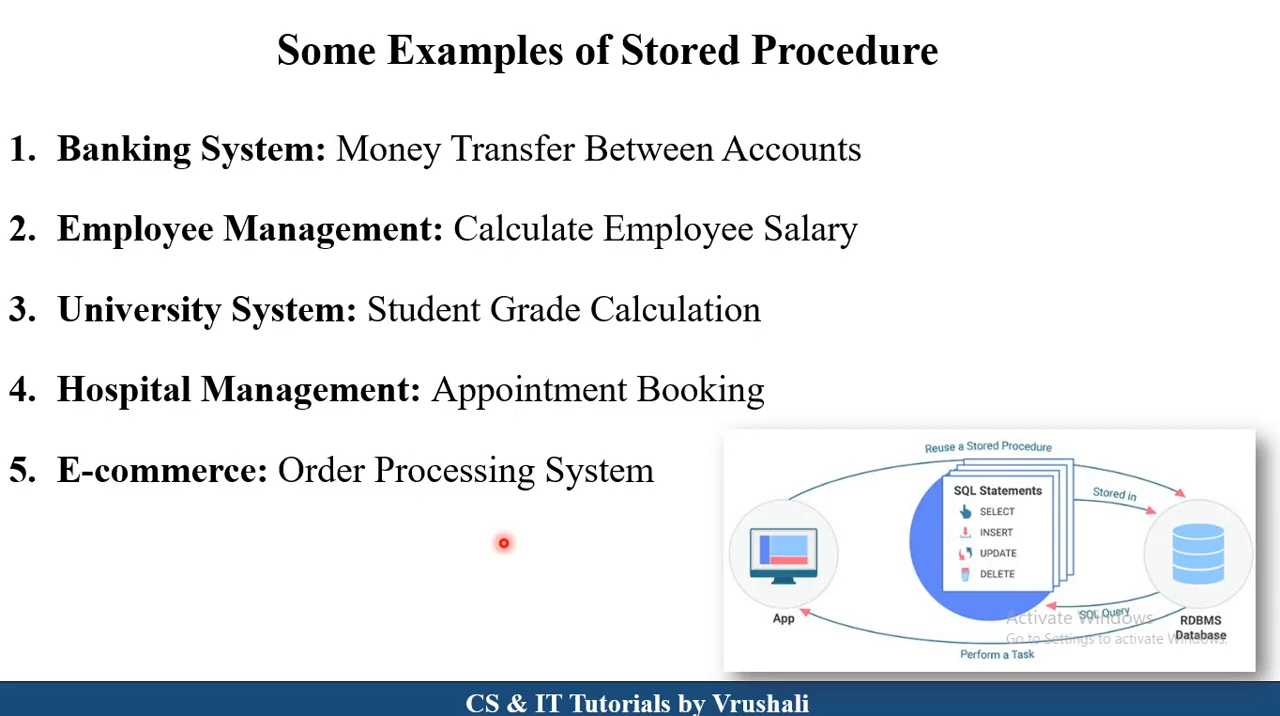 Some Examples of Stored Procedure
1. Banking System: Money Transfer Between Accounts
2. Employee Management: Calculate Employee Salary
3. University System: Student Grade Calculation
4. Hospital Management: Appointment Booking
5. E-commerce: Order Processing System
Reuse a Stored Procedure
SQL Statements
SELECT
INSERT
UPDATE
DELETE
Stored in
App
SQL Query
RDBMS
Database
Perform a Task
Activate Windows
Go to Settings to activate Windows.
CS & IT Tutorials by Vrushali